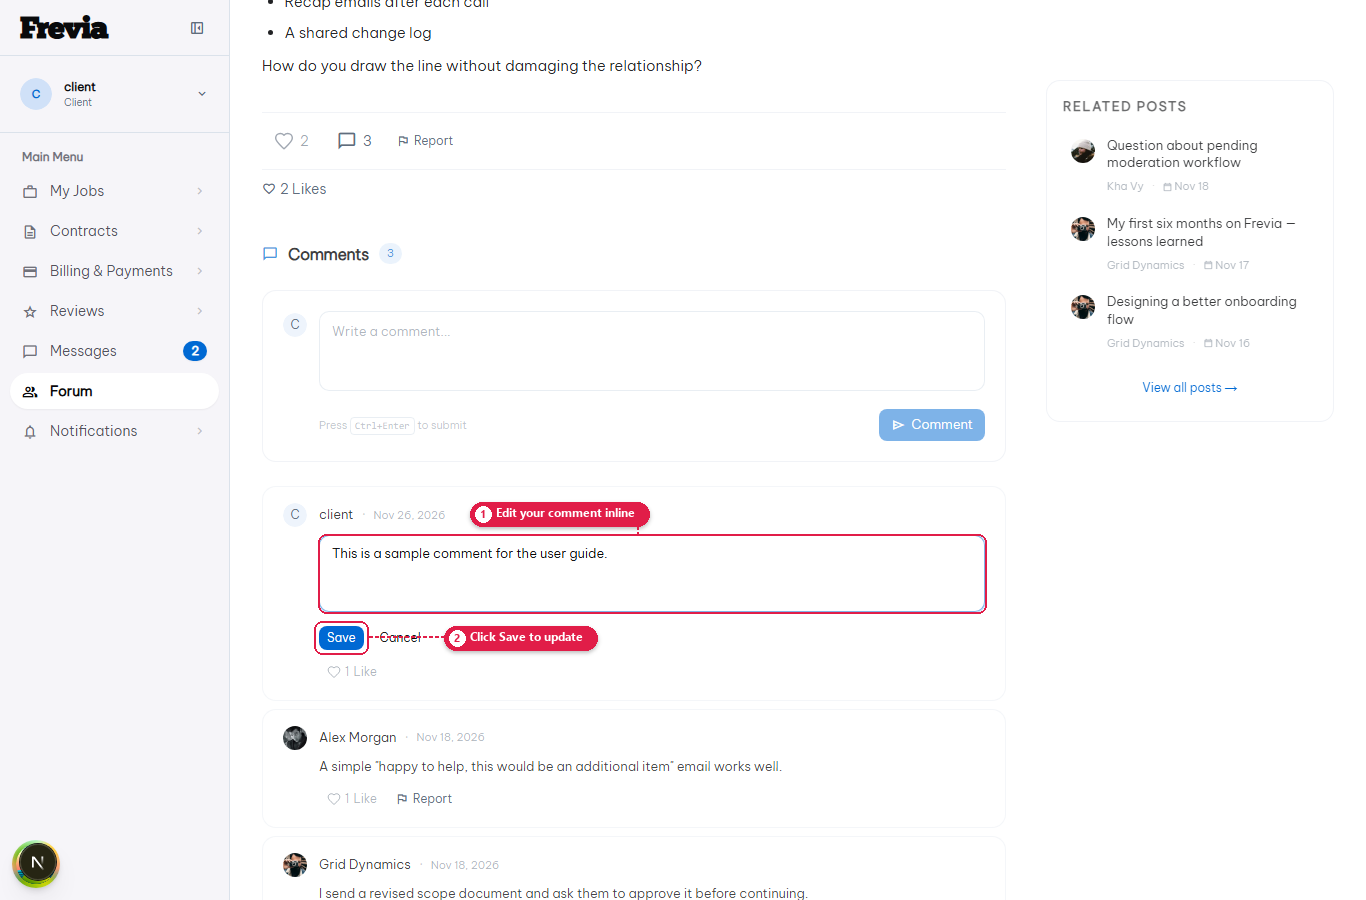 Frevia
C
client
Client
Main Menu
My Jobs
Contracts
Billing & Payments
Reviews
Messages
2
Forum
Notifications
N
Recap emails after each call
A shared change log
How do you draw the line without damaging the relationship?
2
3
Report
2 Likes
Comments
3
C
Write a comment...
Press Ctrl+Enter to submit
Comment
C
client · Nov 26, 2026
1 Edit your comment inline
This is a sample comment for the user guide.
Save
Cancel
2 Click Save to update
1 Like
Alex Morgan · Nov 18, 2026
A simple "happy to help, this would be an additional item" email works well.
1 Like
Report
Grid Dynamics · Nov 18, 2026
I send a revised scope document and ask them to approve it before continuing.
RELATED POSTS
Question about pending
moderation workflow
Kha Vy · Nov 18
My first six months on Frevia —
lessons learned
Grid Dynamics · Nov 17
Designing a better onboarding
flow
Grid Dynamics · Nov 16
View all posts →